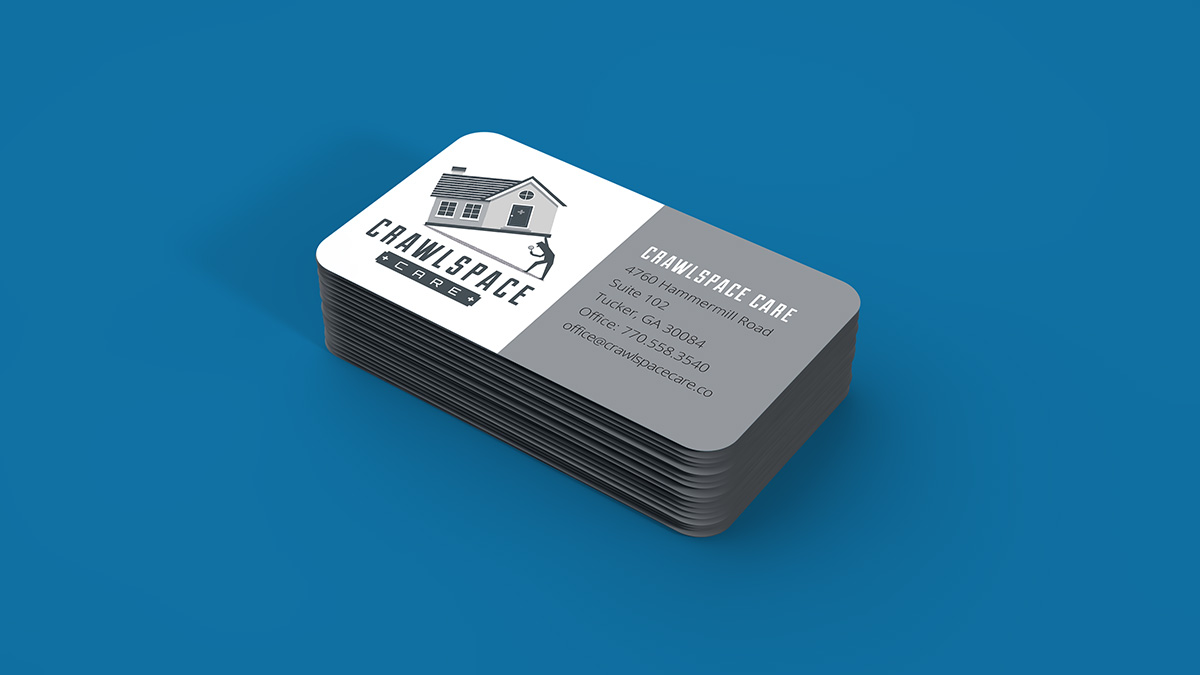 CRAWLSPACE
CARE
CRAWLSPACE CARE
4760 Hammermill Road
Suite 102
Tucker, GA 30084
Office: 770.558.3540
office@crawlspacecare.co